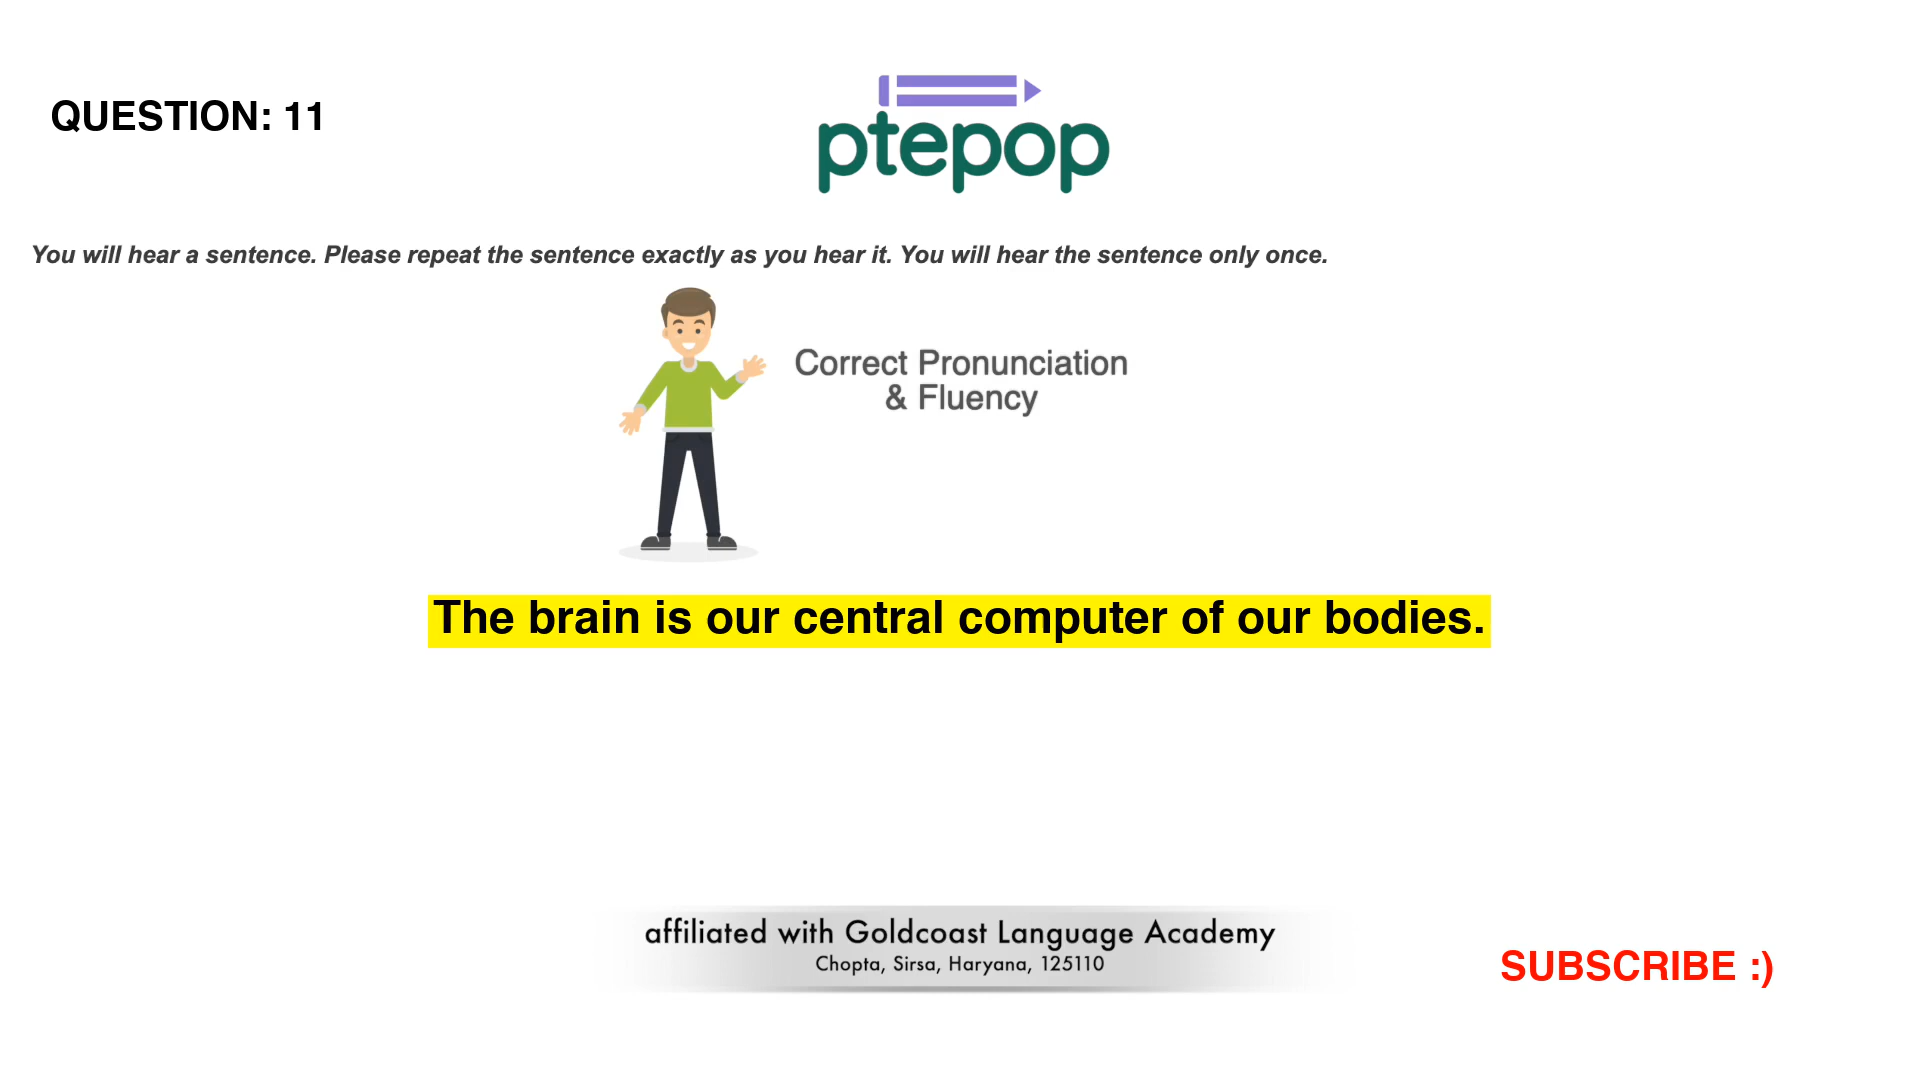 QUESTION: 11
ptepop
You will hear a sentence. Please repeat the sentence exactly as you hear it. You will hear the sentence only once.
Correct Pronunciation
& Fluency
The brain is our central computer of our bodies.
affiliated with Goldcoast Language Academy
Chopta, Sirsa, Haryana, 125110
SUBSCRIBE :)